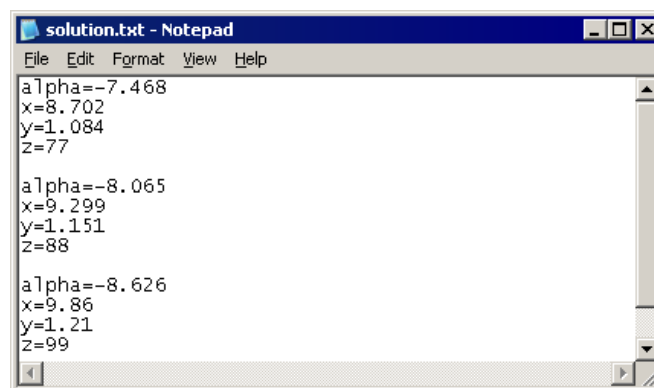 solution.txt - Notepad
File Edit Format View Help
alpha=-7.468
x=8.702
y=1.084
z=77

alpha=-8.065
x=9.299
y=1.151
z=88

alpha=-8.626
x=9.86
y=1.21
z=99